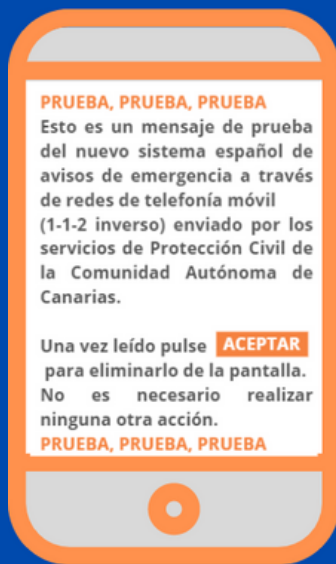 PRUEBA, PRUEBA, PRUEBA
Esto es un mensaje de prueba
del nuevo sistema español de
avisos de emergencia a través
de redes de telefonía móvil
(1-1-2 inverso) enviado por los
servicios de Protección Civil de
la Comunidad Autónoma de
Canarias.
Una vez leído pulse ACEPTAR
para eliminarlo de la pantalla.
No es necesario realizar
ninguna otra acción.
PRUEBA, PRUEBA, PRUEBA